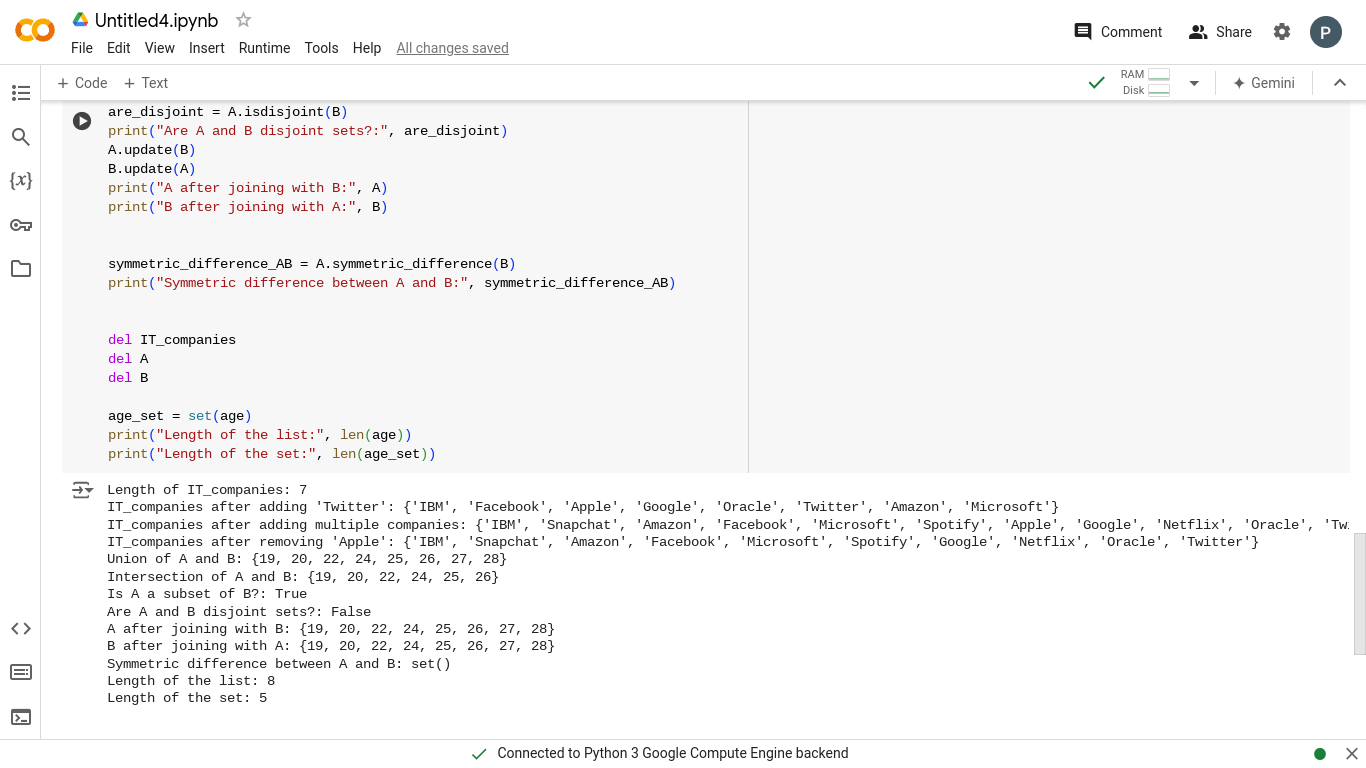 Untitled4.ipynb
File Edit View Insert Runtime Tools Help All changes saved
Comment Share P
+ Code + Text
RAM
Disk
Gemini
{x}
are_disjoint = A.isdisjoint(B)
print("Are A and B disjoint sets?:", are_disjoint)
A.update(B)
B.update(A)
print("A after joining with B:", A)
print("B after joining with A:", B)
symmetric_difference_AB = A.symmetric_difference(B)
print("Symmetric difference between A and B:", symmetric_difference_AB)
del IT_companies
del A
del B
age_set = set(age)
print("Length of the list:", len(age))
print("Length of the set:", len(age_set))
Length of IT_companies: 7
IT_companies after adding 'Twitter': {'IBM', 'Facebook', 'Apple', 'Google', 'Oracle', 'Twitter', 'Amazon', 'Microsoft'}
IT_companies after adding multiple companies: {'IBM', 'Snapchat', 'Amazon', 'Facebook', 'Microsoft', 'Spotify', 'Apple', 'Google', 'Netflix', 'Oracle', 'Tw
IT_companies after removing 'Apple': {'IBM', 'Snapchat', 'Amazon', 'Facebook', 'Microsoft', 'Spotify', 'Google', 'Netflix', 'Oracle', 'Twitter'}
Union of A and B: {19, 20, 22, 24, 25, 26, 27, 28}
Intersection of A and B: {19, 20, 22, 24, 25, 26}
Is A a subset of B?: True
Are A and B disjoint sets?: False
A after joining with B: {19, 20, 22, 24, 25, 26, 27, 28}
B after joining with A: {19, 20, 22, 24, 25, 26, 27, 28}
Symmetric difference between A and B: set()
Length of the list: 8
Length of the set: 5
Connected to Python 3 Google Compute Engine backend